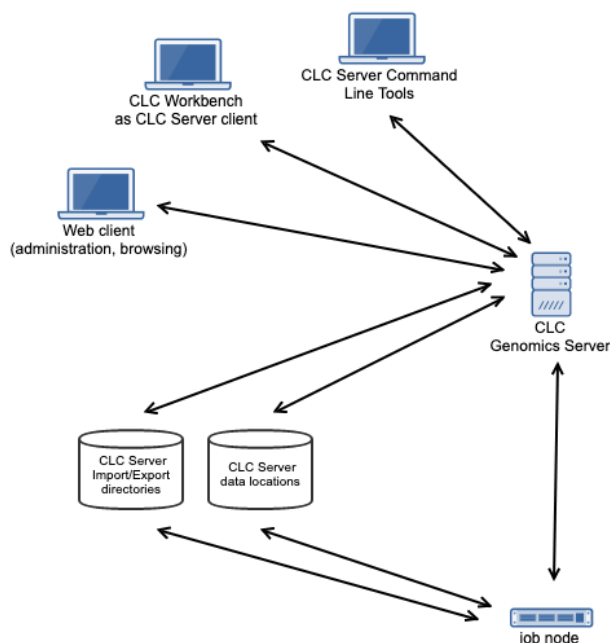 CLC Server Command
Line Tools
CLC Workbench
as CLC Server client
Web client
(administration, browsing)
CLC
Genomics Server
CLC Server
Import/Export
directories
CLC Server
data locations
job node